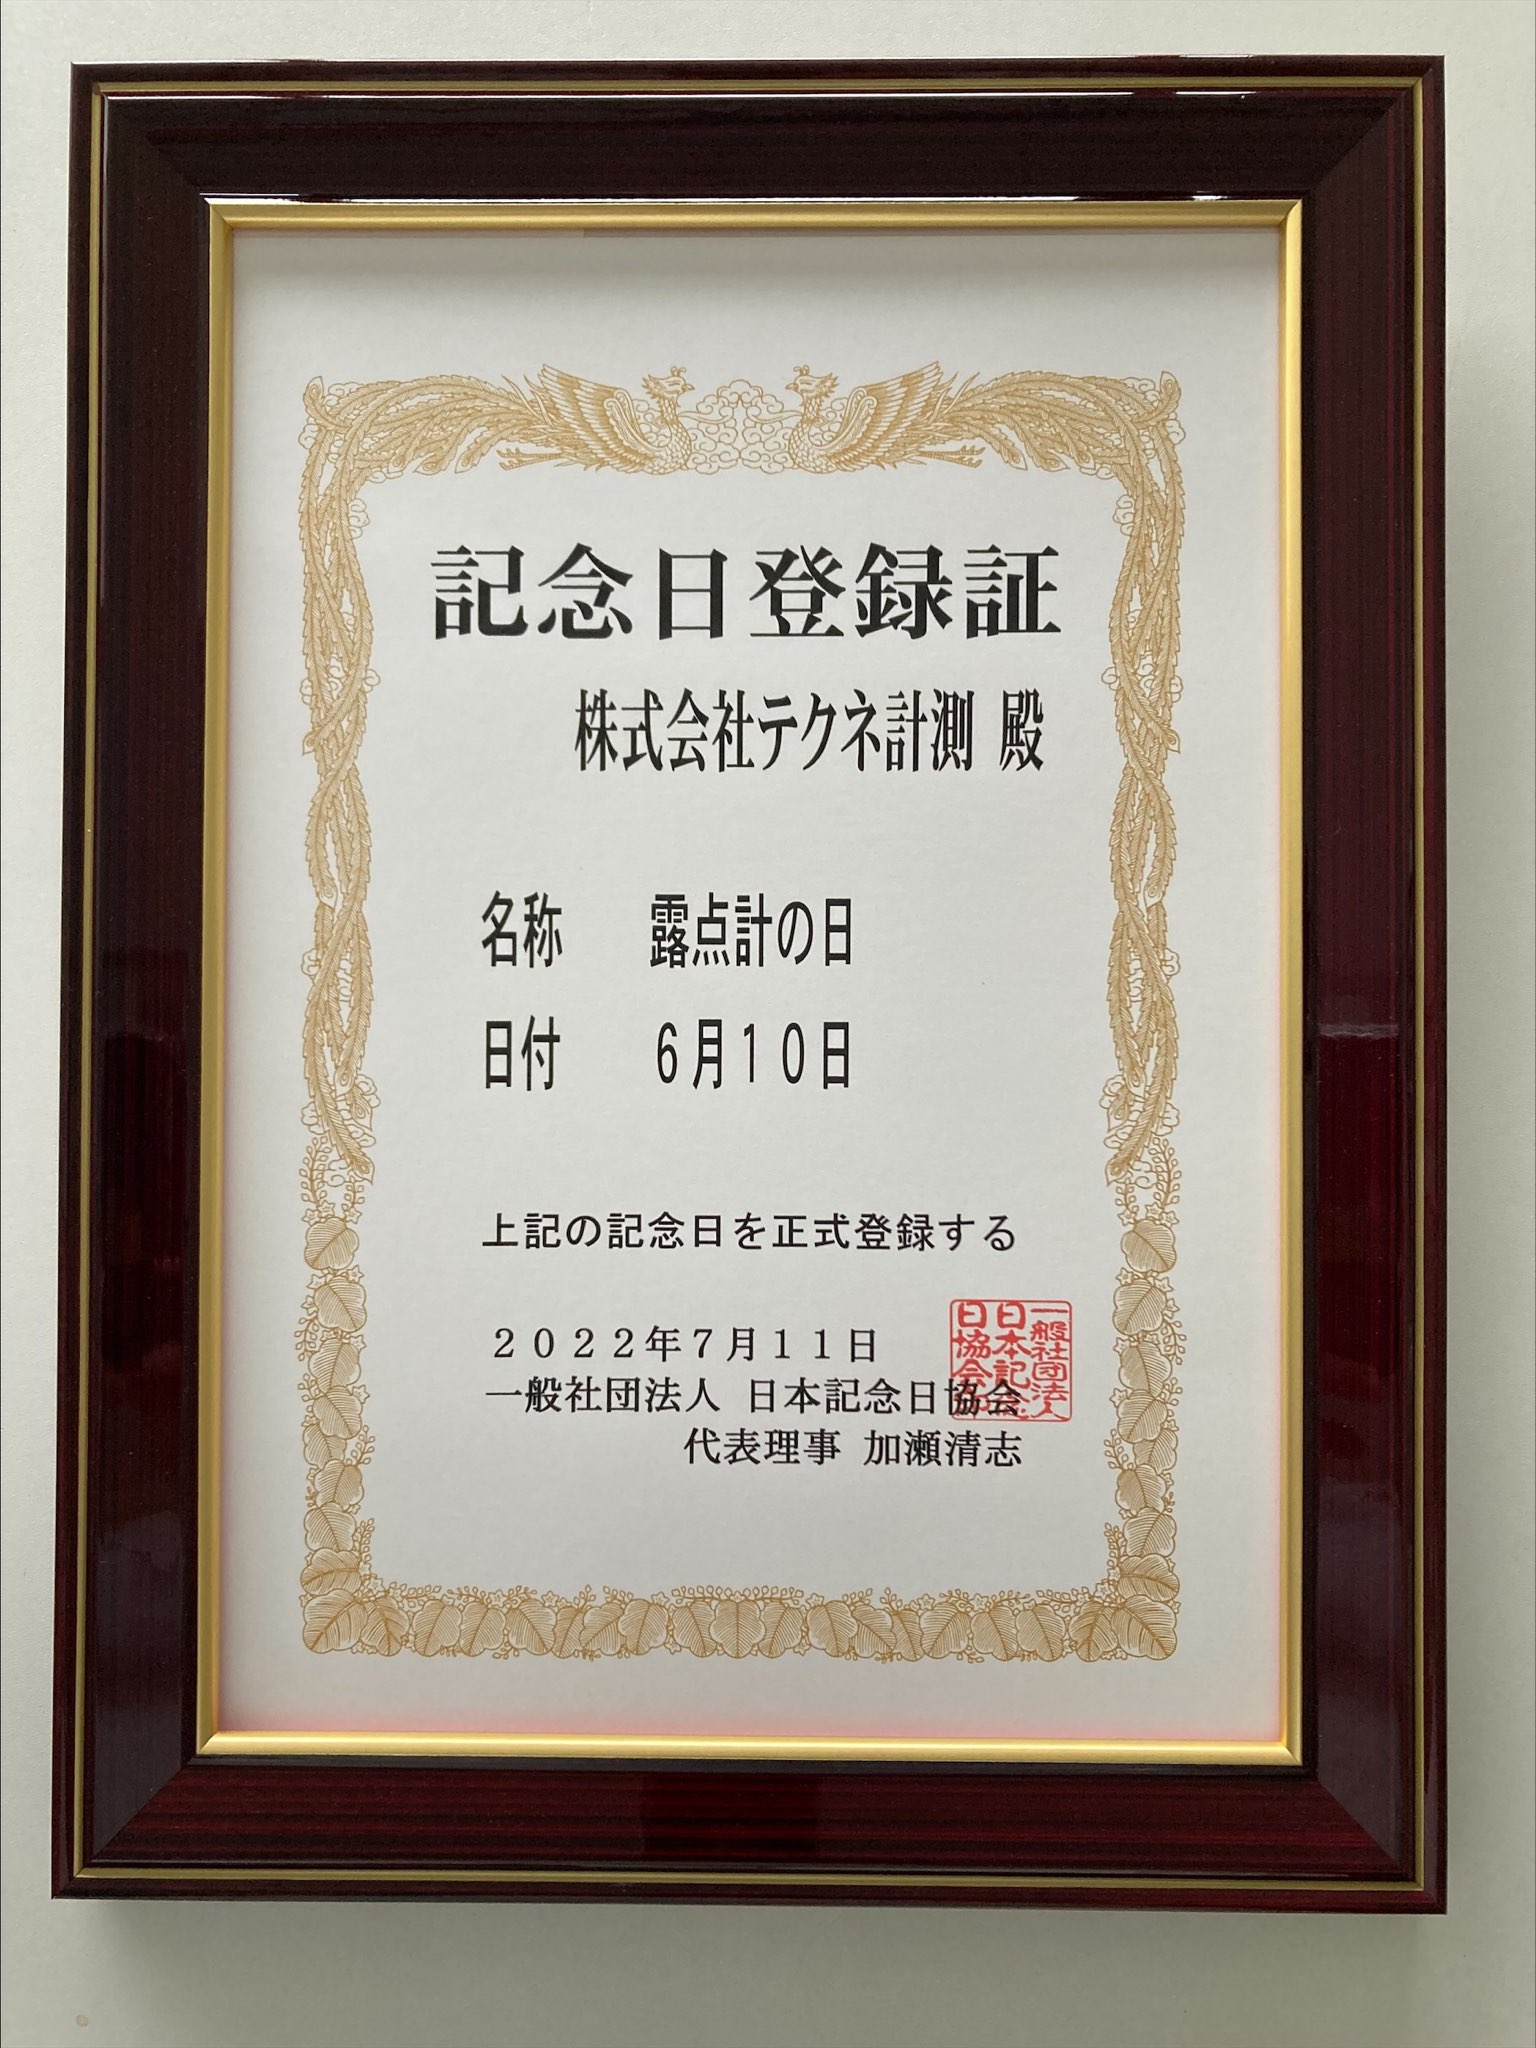 記念日登録証
株式会社テクネ計測 殿
名称 露点計の日
日付 6月10日
上記の記念日を正式登録する
2022年7月11日
一般社団法人 日本記念日協会
代表理事 加瀬清志
一般社団法人
日本記念
日協会